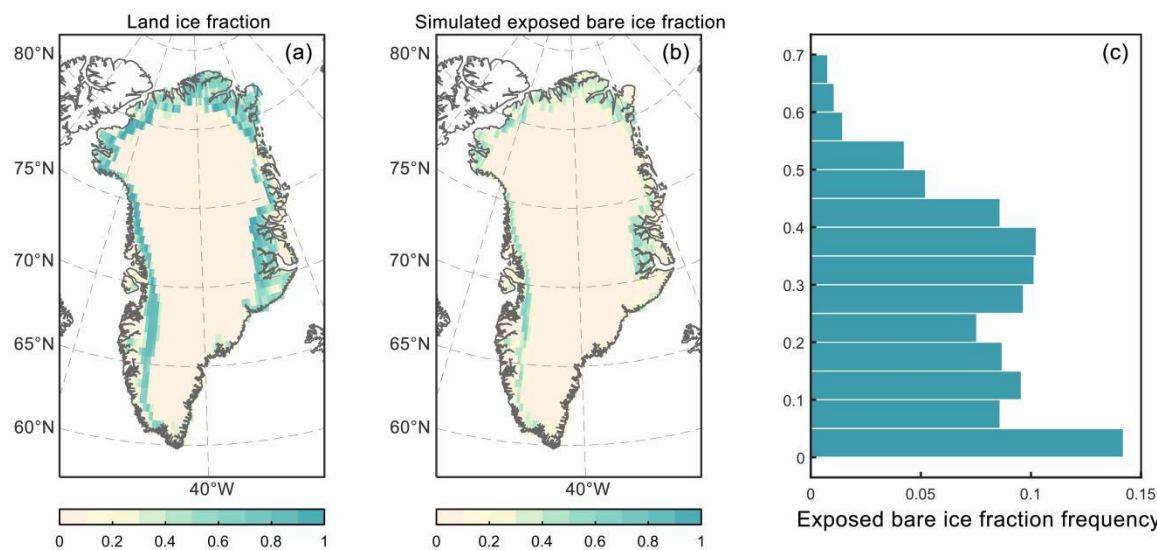 Land ice fraction
(a)
80°N
75°N
70°N
65°N
60°N
40°W
0 0.2 0.4 0.6 0.8 1
Simulated exposed bare ice fraction
(b)
80°N
75°N
70°N
65°N
60°N
40°W
0 0.2 0.4 0.6 0.8 1
(c)
0.7
0.6
0.5
0.4
0.3
0.2
0.1
0
0 0.05 0.1 0.15
Exposed bare ice fraction frequency